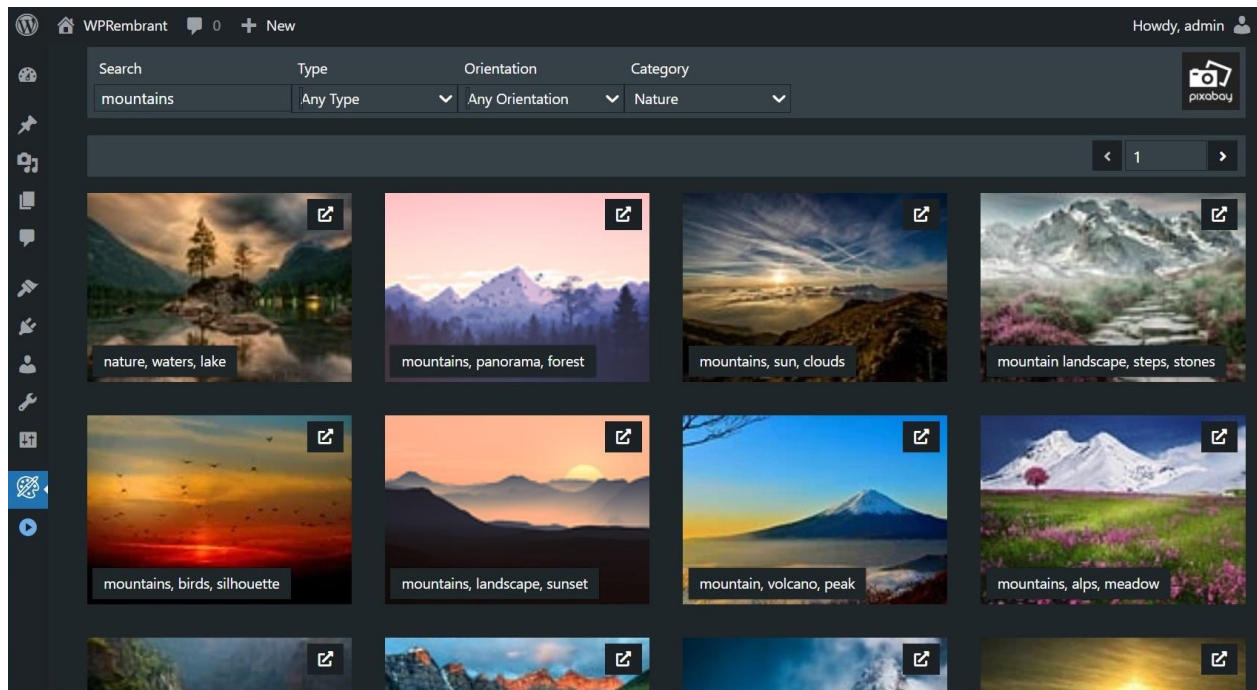 WPRembrant 0 New Howdy, admin
Search Type Orientation Category
mountains Any Type Any Orientation Nature
pixabay
1
nature, waters, lake
mountains, panorama, forest
mountains, sun, clouds
mountain landscape, steps, stones
mountains, birds, silhouette
mountains, landscape, sunset
mountain, volcano, peak
mountains, alps, meadow